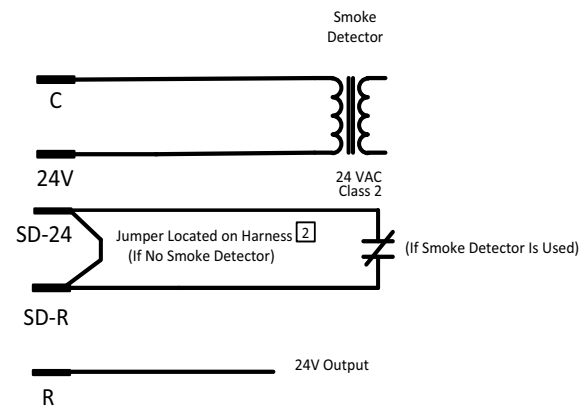 Smoke
Detector
C
24V
24 VAC
Class 2
SD-24
Jumper Located on Harness 2
(If No Smoke Detector)
(If Smoke Detector Is Used)
SD-R
24V Output
R